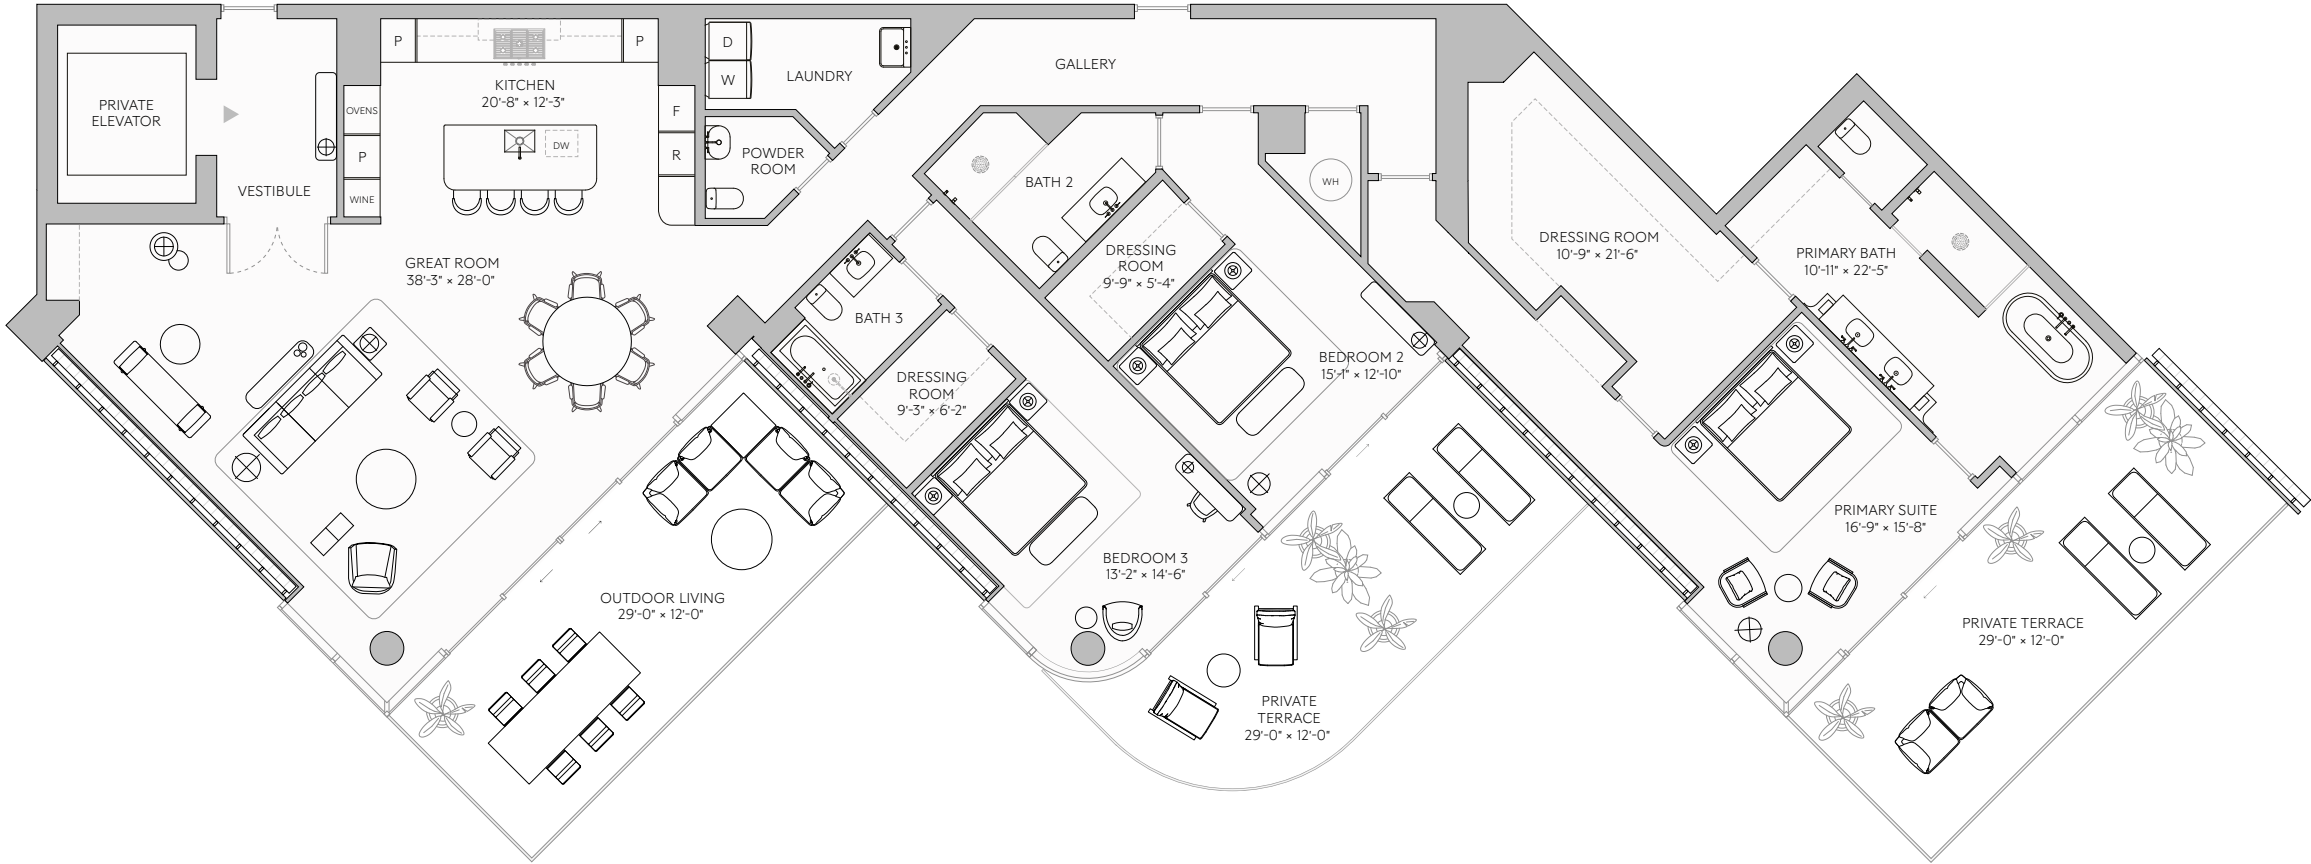 PRIVATE
ELEVATOR
VESTIBULE
P
P
OVENS
P
WINE
KITCHEN
20'-8" × 12'-3"
DW
F
R
D
W
LAUNDRY
POWDER
ROOM
GALLERY
GREAT ROOM
38'-3" × 28'-0"
BATH 2
WH
DRESSING
ROOM
9'-9" × 5'-4"
BATH 3
DRESSING
ROOM
9'-3" × 6'-2"
BEDROOM 2
15'-1" × 12'-10"
DRESSING ROOM
10'-9" × 21'-6"
PRIMARY BATH
10'-11" × 22'-5"
PRIMARY SUITE
16'-9" × 15'-8"
BEDROOM 3
13'-2" × 14'-6"
OUTDOOR LIVING
29'-0" × 12'-0"
PRIVATE TERRACE
29'-0" × 12'-0"
PRIVATE
TERRACE
29'-0" × 12'-0"